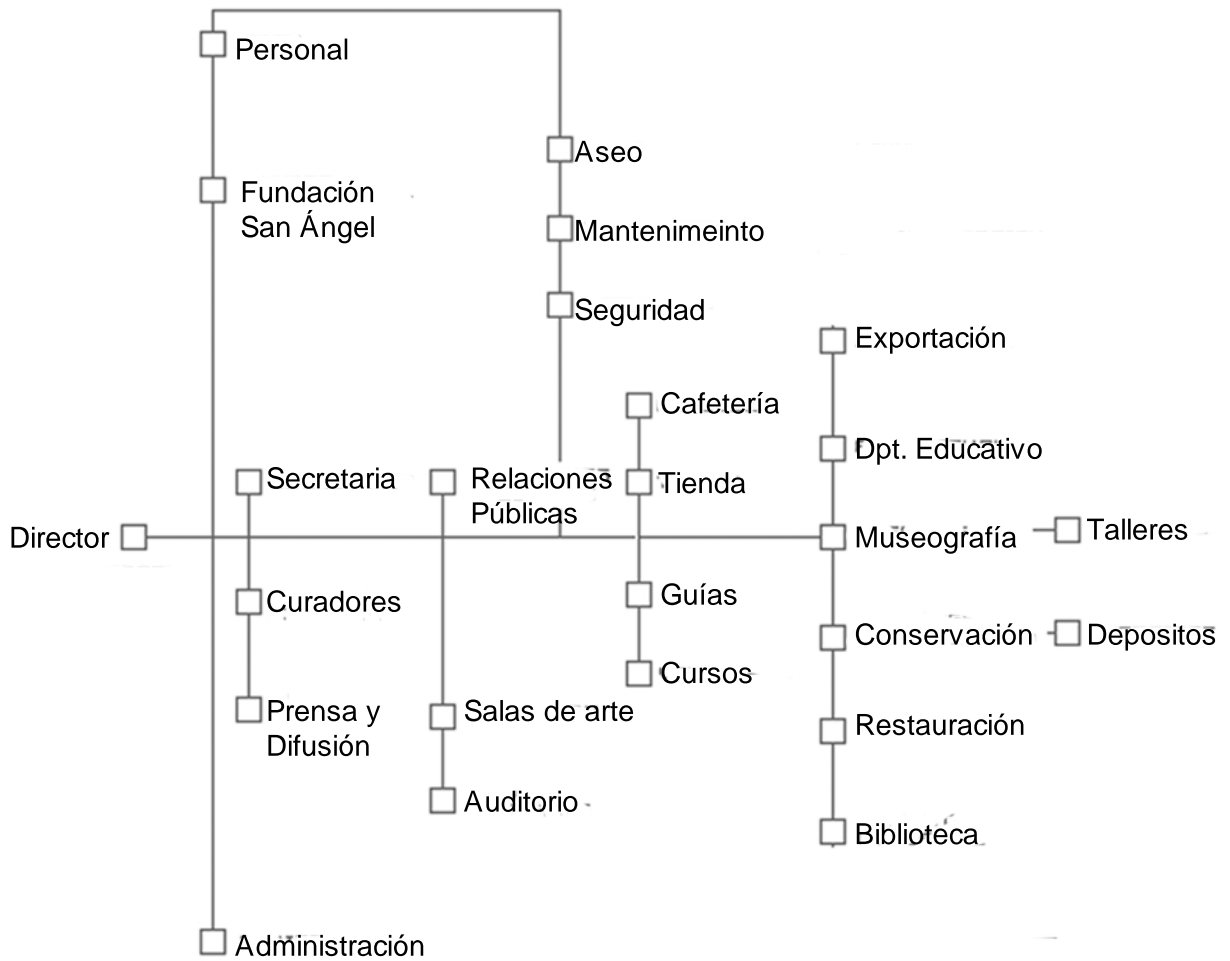 Personal
Aseo
Fundación
San Ángel
Mantenimeinto
Seguridad
Exportación
Cafetería
Dpt. Educativo
Secretaria
Relaciones
Públicas
Tienda
Director
Museografía
Talleres
Curadores
Guías
Conservación
Depositos
Cursos
Prensa y
Difusión
Salas de arte
Restauración
Auditorio
Biblioteca
Administración